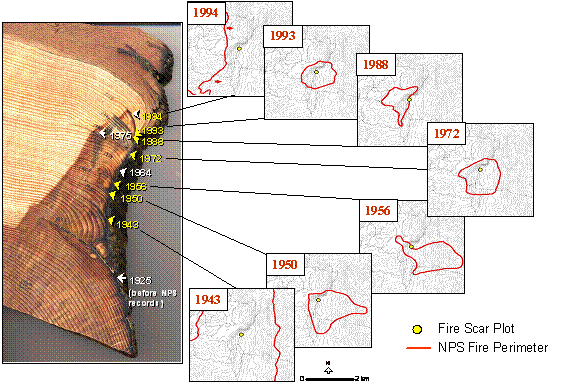 1994
1993
1988
1972
1956
1950
1943
1994
1993
1988
1975
1972
1964
1956
1950
1943
1925
(before NPS
records)
Fire Scar Plot
NPS Fire Perimeter
N
0 2 km